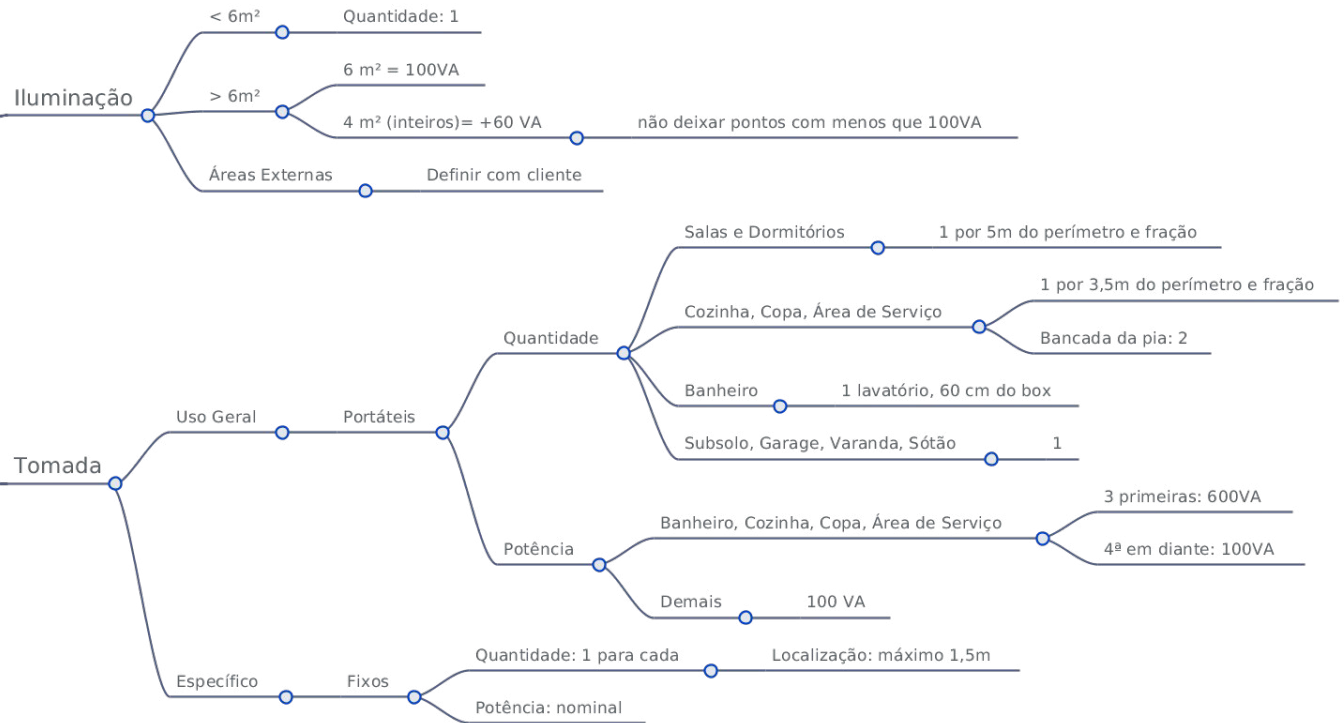 Iluminação
< 6m²
Quantidade: 1
> 6m²
6 m² = 100VA
4 m² (inteiros)= +60 VA
não deixar pontos com menos que 100VA
Áreas Externas
Definir com cliente
Tomada
Uso Geral
Portáteis
Quantidade
Salas e Dormitórios
1 por 5m do perímetro e fração
Cozinha, Copa, Área de Serviço
1 por 3,5m do perímetro e fração
Bancada da pia: 2
Banheiro
1 lavatório, 60 cm do box
Subsolo, Garage, Varanda, Sótão
1
Potência
Banheiro, Cozinha, Copa, Área de Serviço
3 primeiras: 600VA
4ª em diante: 100VA
Demais
100 VA
Específico
Fixos
Quantidade: 1 para cada
Localização: máximo 1,5m
Potência: nominal